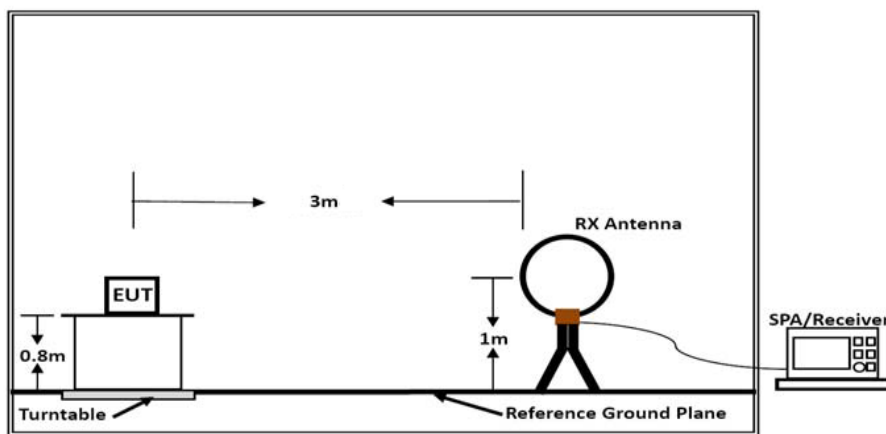 3m
RX Antenna
EUT
SPA/Receiver
1m
0.8m
Turntable
Reference Ground Plane